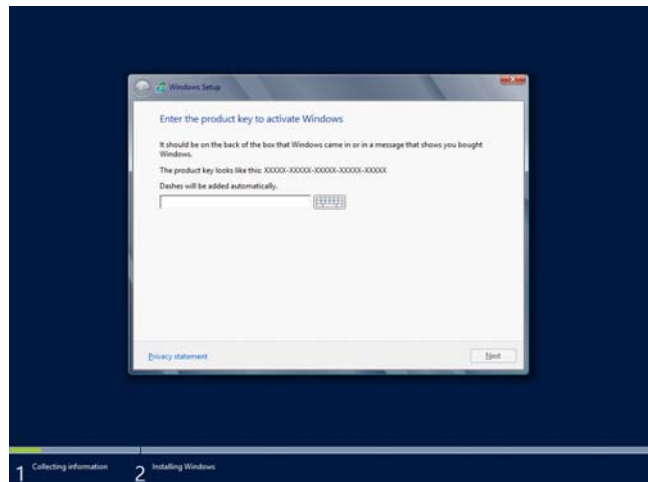 Windows Setup
Enter the product key to activate Windows
It should be on the back of the box that Windows came in or in a message that shows you bought
Windows.
The product key looks like this: XXXXX-XXXXX-XXXXX-XXXXX-XXXXX
Dashes will be added automatically.
Privacy statement
Next
1 Collecting information
2 Installing Windows